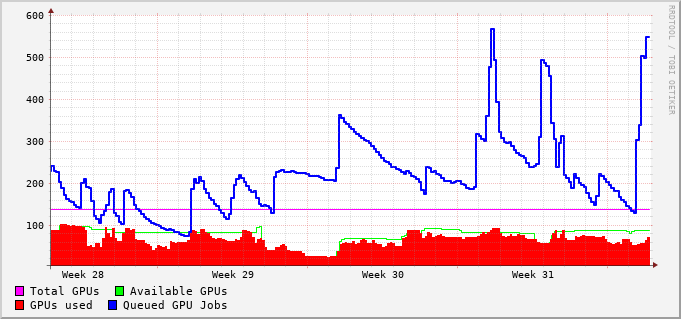 600
500
400
300
200
100
Week 28 Week 29 Week 30 Week 31
Total GPUs Available GPUs
GPUs used Queued GPU Jobs
RRDTOOL / TOBI OETIKER